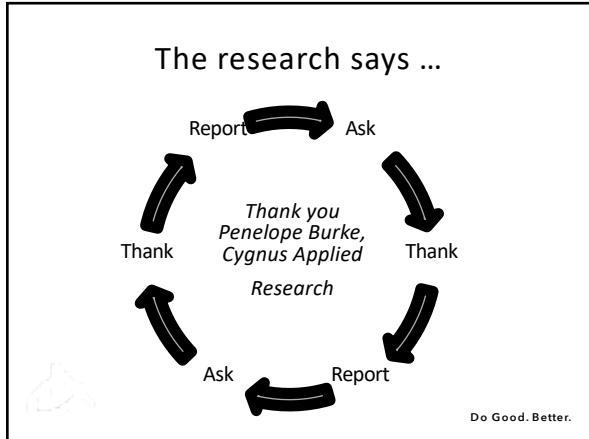 The research says …
Report
Ask
Thank
Thank you
Penelope Burke,
Cygnus Applied
Research
Thank
Ask
Report
Do Good. Better.